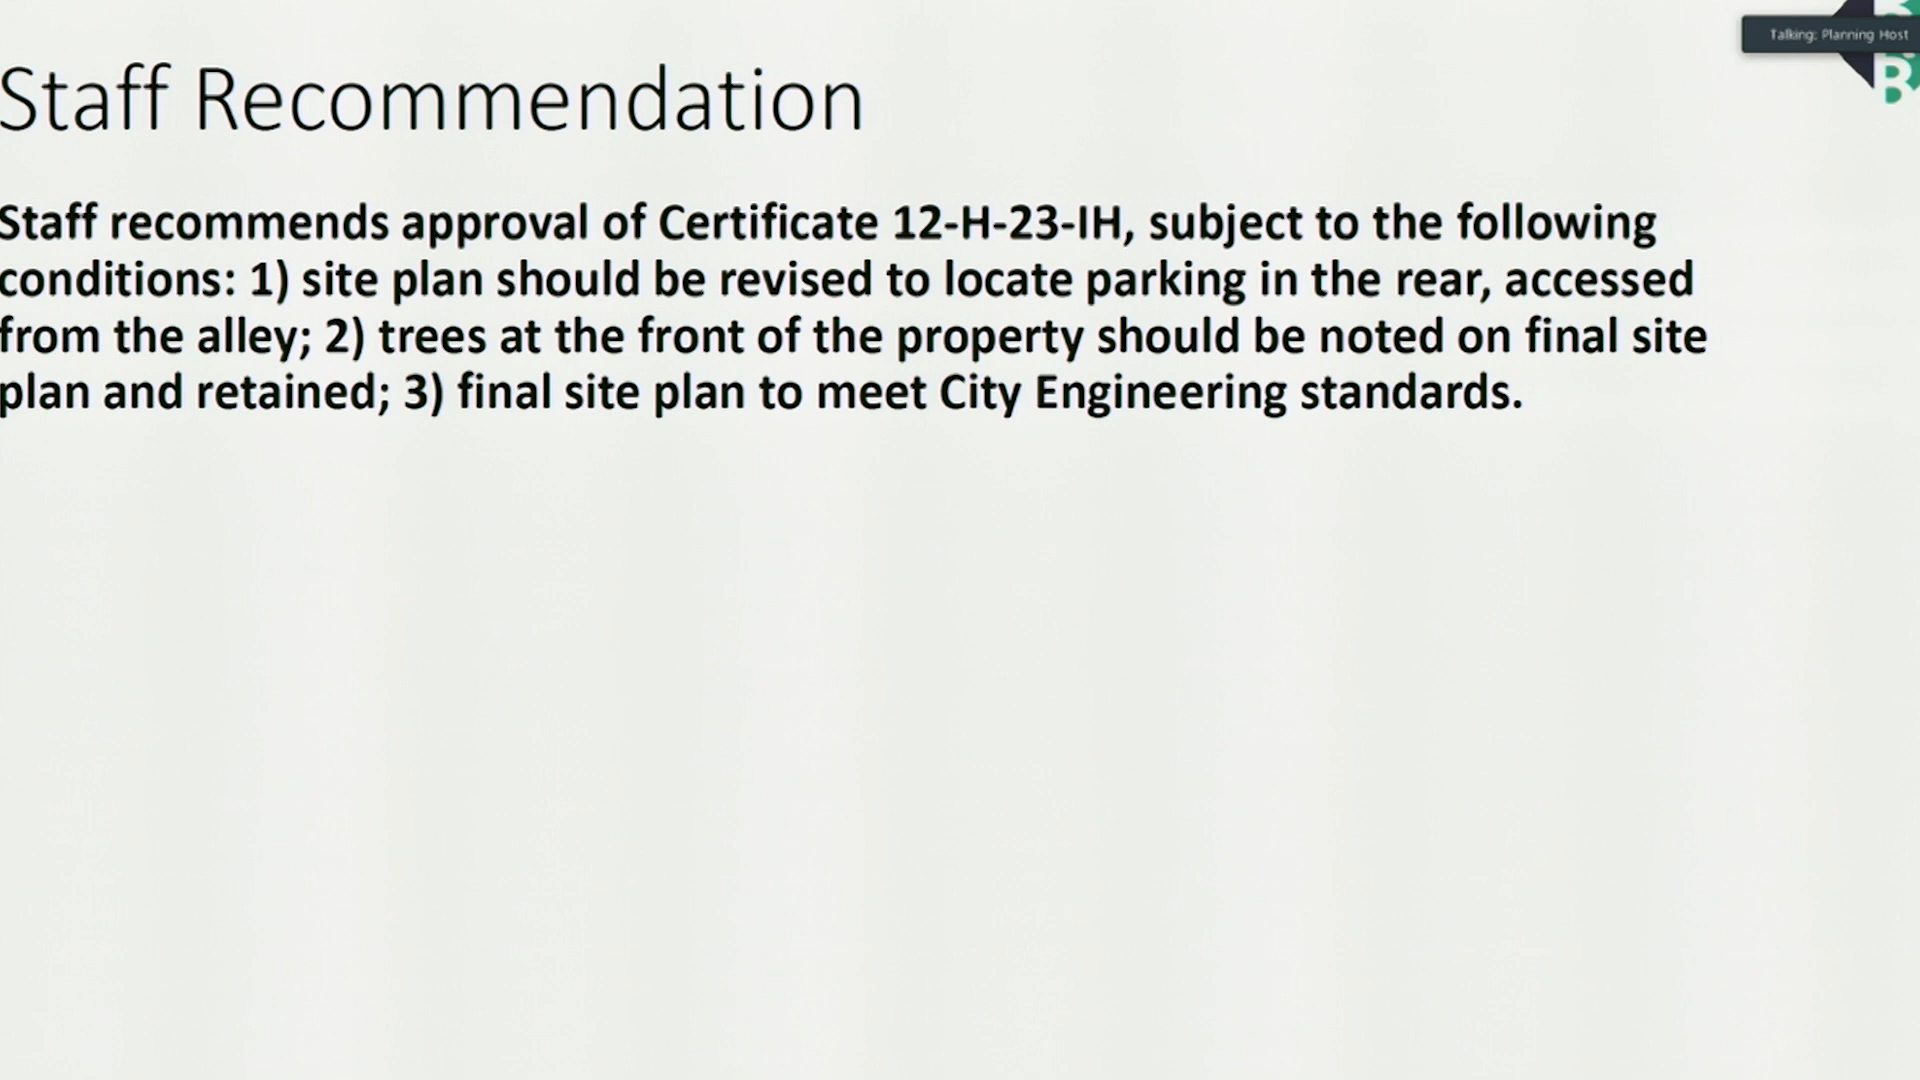 Talking: Planning Host
Staff Recommendation
Staff recommends approval of Certificate 12-H-23-IH, subject to the following
conditions: 1) site plan should be revised to locate parking in the rear, accessed
from the alley; 2) trees at the front of the property should be noted on final site
plan and retained; 3) final site plan to meet City Engineering standards.